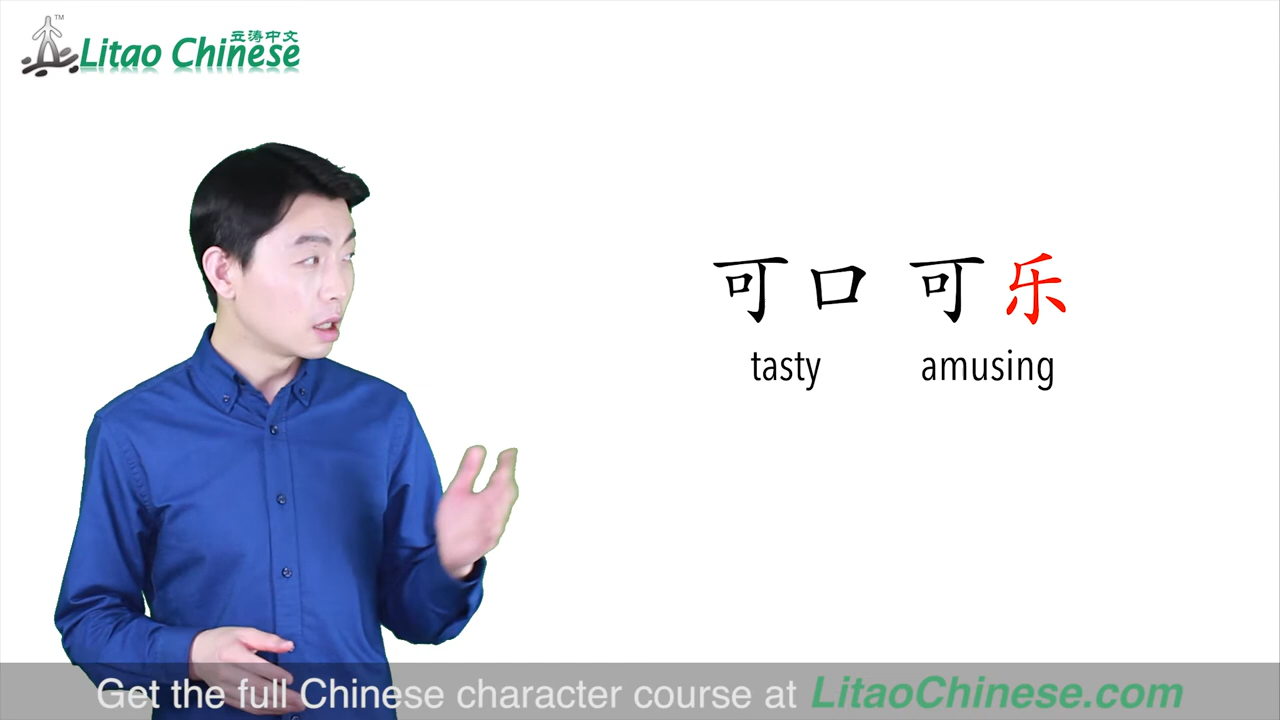 TM
立涛中文
Litao Chinese
可口 可乐
tasty amusing
Get the full Chinese character course at LitaoChinese.com